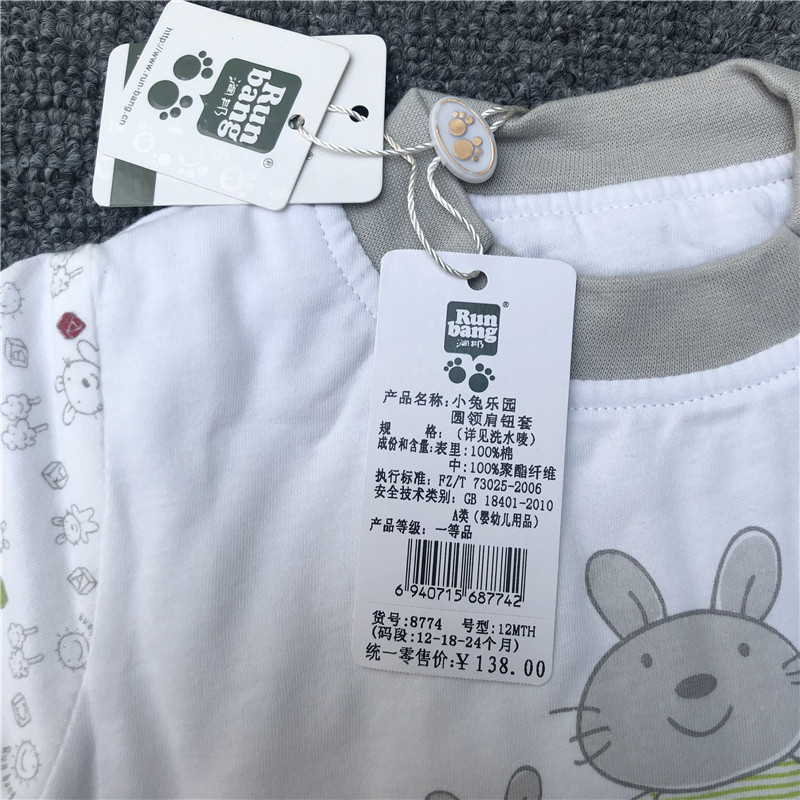 http://www.run-bang.cn
Run
bang
润邦
®
Run
bang
润邦
®
产品名称:小兔乐园
圆领肩钮套
规 格:(详见洗水唛)
成份和含量:表里:100%棉
中:100%聚酯纤维
执行标准:FZ/T 73025-2006
安全技术类别:GB 18401-2010
A类(婴幼儿用品)
产品等级:一等品
6 940715 687742
货号:8774 号型:12MTH
(码段:12-18-24个月)
统一零售价:¥ 138.00
Run bang